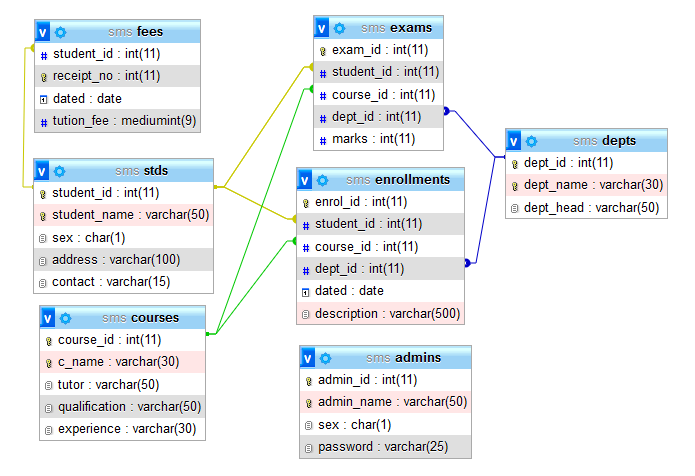 v sms fees
# student_id : int(11)
receipt_no : int(11)
dated : date
# tution_fee : mediumint(9)
v sms stds
student_id : int(11)
student_name : varchar(50)
sex : char(1)
address : varchar(100)
contact : varchar(15)
v sms courses
course_id : int(11)
c_name : varchar(30)
tutor : varchar(50)
qualification : varchar(50)
experience : varchar(30)
v sms exams
exam_id : int(11)
# student_id : int(11)
# course_id : int(11)
# dept_id : int(11)
# marks : int(11)
v sms enrollments
enrol_id : int(11)
# student_id : int(11)
# course_id : int(11)
# dept_id : int(11)
dated : date
description : varchar(500)
v sms admins
admin_id : int(11)
admin_name : varchar(50)
sex : char(1)
password : varchar(25)
v sms depts
dept_id : int(11)
dept_name : varchar(30)
dept_head : varchar(50)